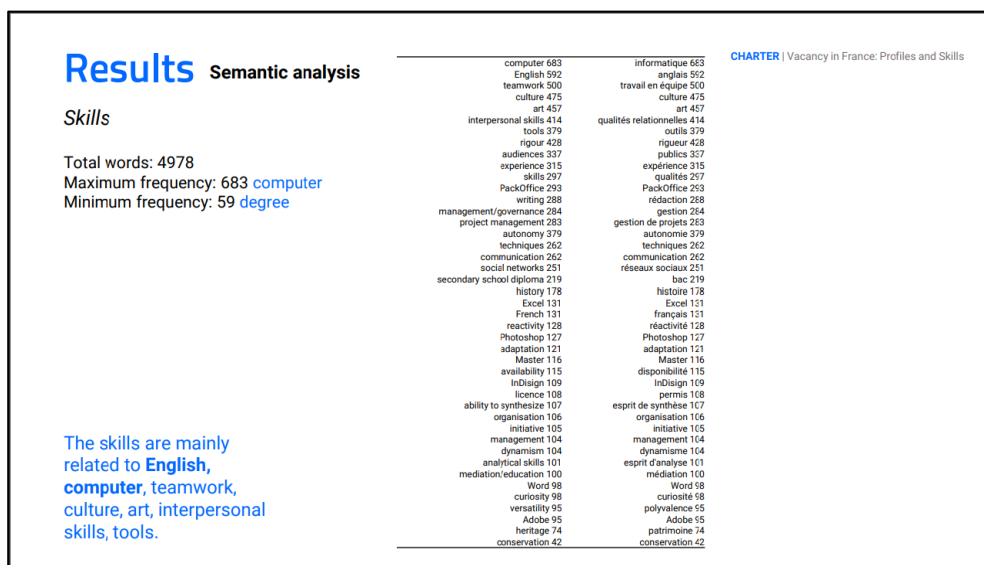 Results Semantic analysis
CHARTER | Vacancy in France: Profiles and Skills
Skills
Total words: 4978
Maximum frequency: 683 computer
Minimum frequency: 59 degree
The skills are mainly
related to English,
computer, teamwork,
culture, art, interpersonal
skills, tools.
computer 683 informatique 683
English 592 anglais 592
teamwork 500 travail en équipe 500
culture 475 culture 475
art 457 art 457
interpersonal skills 414 qualités relationnelles 414
tools 379 outils 379
rigour 428 rigueur 428
audiences 337 publics 337
experience 315 expérience 315
skills 297 qualités 297
PackOffice 293 PackOffice 293
writing 288 rédaction 288
management/governance 284 gestion 284
project management 283 gestion de projets 283
autonomy 379 autonomie 379
techniques 262 techniques 262
communication 262 communication 262
social networks 251 réseaux sociaux 251
secondary school diploma 219 bac 219
history 178 histoire 178
Excel 131 Excel 131
French 131 français 131
reactivity 128 réactivité 128
Photoshop 127 Photoshop 127
adaptation 121 adaptation 121
Master 116 Master 116
availability 115 disponibilité 115
InDisign 109 InDisign 109
licence 108 permis 108
ability to synthesize 107 esprit de synthèse 107
organisation 106 organisation 106
initiative 105 initiative 105
management 104 management 104
dynamism 104 dynamisme 104
analytical skills 101 esprit d'analyse 101
mediation/education 100 médiation 100
Word 98 Word 98
curiosity 98 curiosité 98
versatility 95 polyvalence 95
Adobe 95 Adobe 95
heritage 74 patrimoine 74
conservation 42 conservation 42